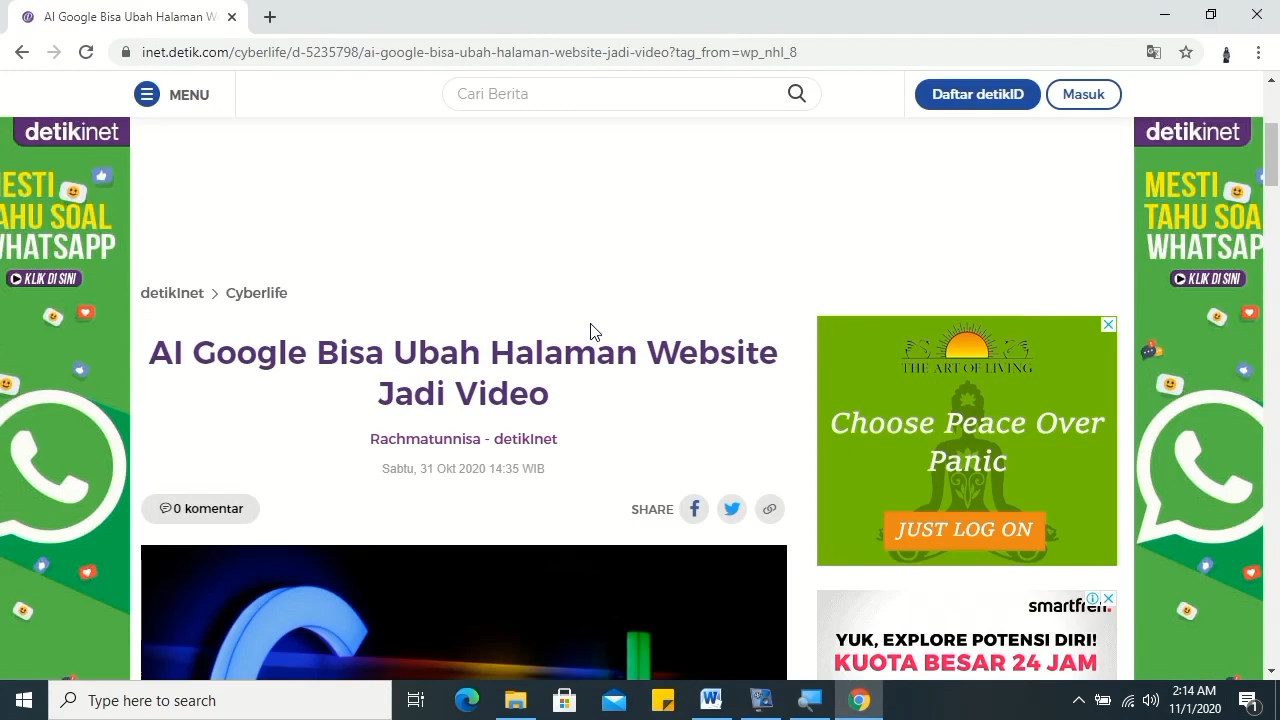 AI Google Bisa Ubah Halaman W
inet.detik.com/cyberlife/d-5235798/ai-google-bisa-ubah-halaman-website-jadi-video?tag_from=wp_nhl_8
MENU
Cari Berita
Daftar detikID
Masuk
detikinet
ESTI
AHU SOAL
WHATSAPP
KLIK DI SINI
detikinet
MESTI
TAHU SOA
WHATSAP
KLIK DI SINI
detikInet > Cyberlife
AI Google Bisa Ubah Halaman Website
Jadi Video
Rachmatunnisa - detikInet
Sabtu, 31 Okt 2020 14:35 WIB
0 komentar
SHARE
THE ART OF LIVING
Choose Peace Over
Panic
JUST LOG ON
smartfren.
YUK, EXPLORE POTENSI DIRI!
KUOTA BESAR 24 JAM
Type here to search
2:14 AM
11/1/2020
1